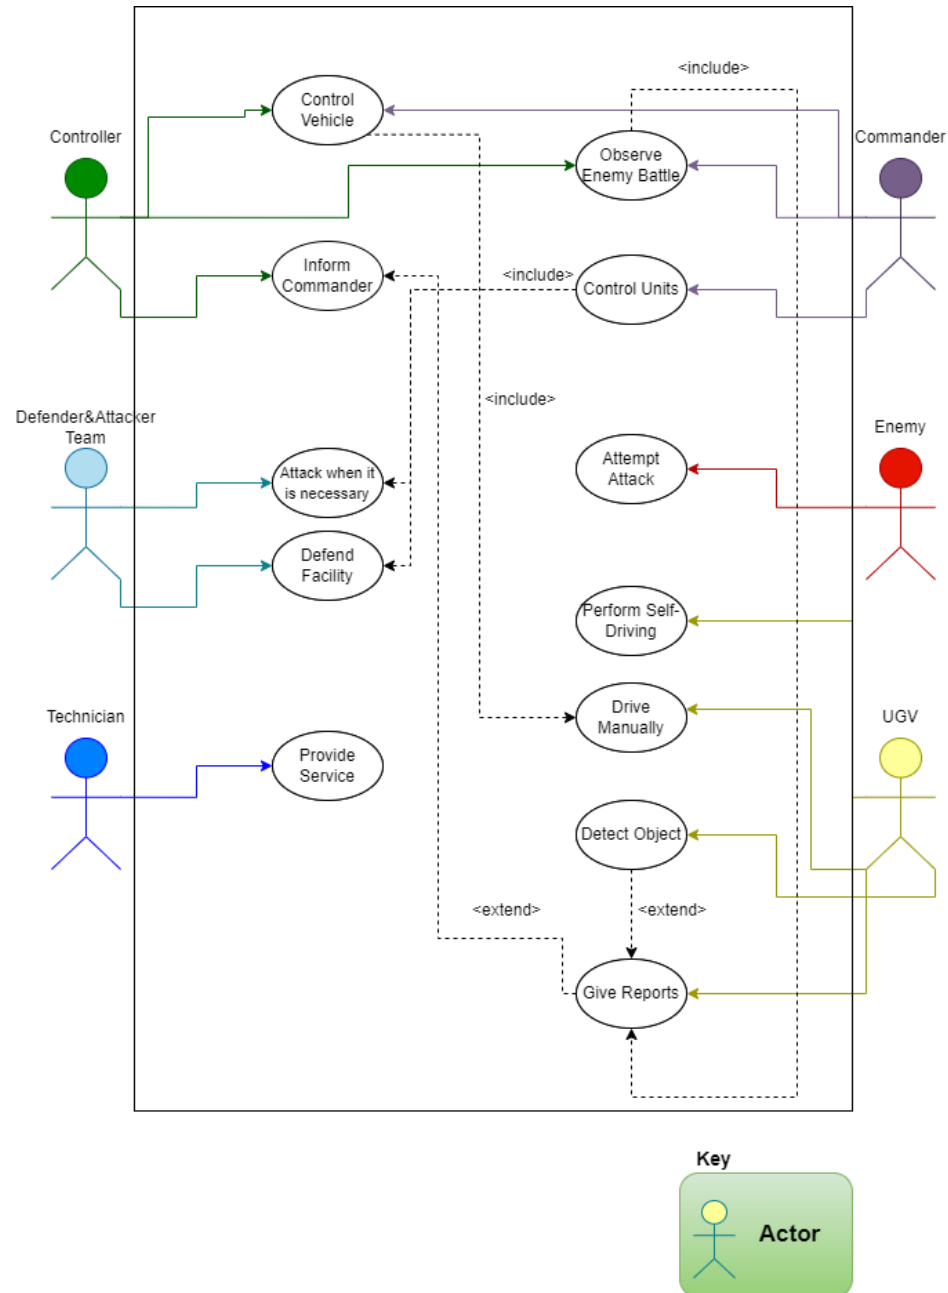 <include>
Control
Vehicle
Controller
Commander
Observe
Enemy Battle
Inform
Commander
<include>
Control Units
<include>
Defender&Attacker
Team
Enemy
Attack when it
is necessary
Attempt
Attack
Defend
Facility
Perform Self-
Driving
Technician
Drive
Manually
UGV
Provide
Service
Detect Object
<extend>
<extend>
Give Reports
Key
Actor